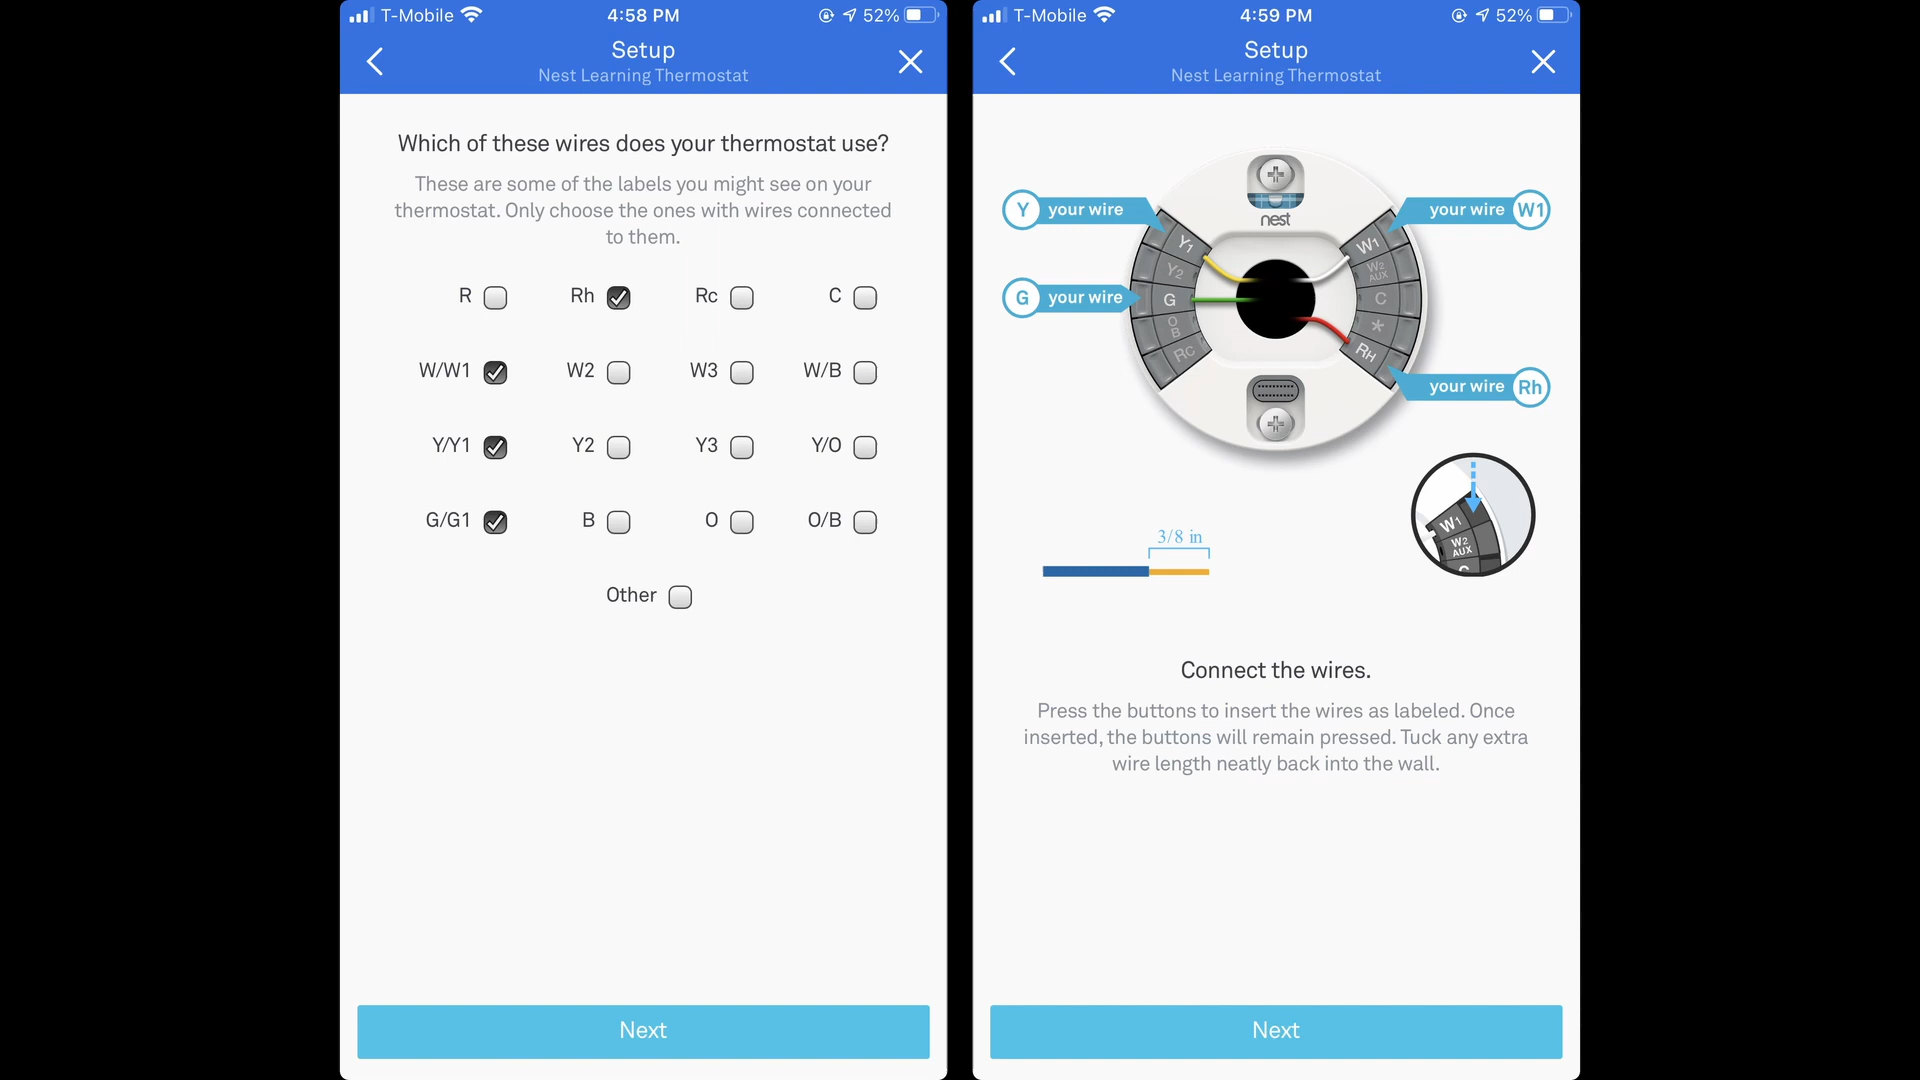 T-Mobile 4:58 PM 52%
Setup
Nest Learning Thermostat
Which of these wires does your thermostat use?
These are some of the labels you might see on your
thermostat. Only choose the ones with wires connected
to them.
R Rh Rc C
W/W1 W2 W3 W/B
Y/Y1 Y2 Y3 Y/O
G/G1 B O O/B
Other
Next
T-Mobile 4:59 PM 52%
Setup
Nest Learning Thermostat
Y your wire
your wire W1
nest
Y1
W1
Y2
W2
AUX
G your wire
G
C
O
B
*
Rc
RH
your wire Rh
W1
W2
AUX
C
3/8 in
Connect the wires.
Press the buttons to insert the wires as labeled. Once
inserted, the buttons will remain pressed. Tuck any extra
wire length neatly back into the wall.
Next